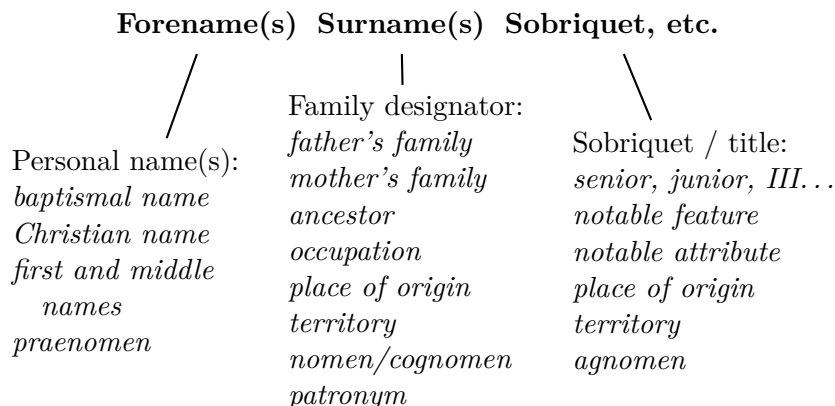 Forename(s) Surname(s) Sobriquet, etc.
Personal name(s):
baptismal name
Christian name
first and middle
names
praenomen
Family designator:
father's family
mother's family
ancestor
occupation
place of origin
territory
nomen/cognomen
patronym
Sobriquet / title:
senior, junior, III...
notable feature
notable attribute
place of origin
territory
agnomen